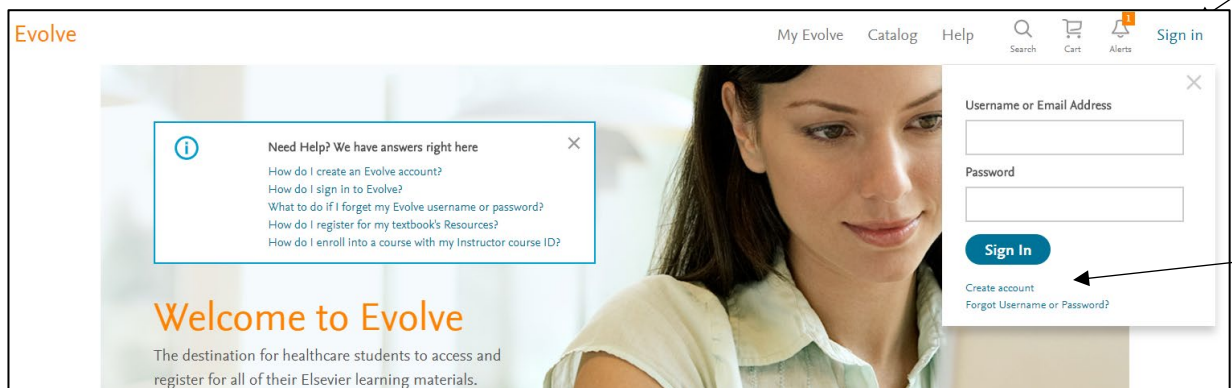 Evolve
My Evolve Catalog Help Search Cart 1 Alerts Sign in
Username or Email Address
Password
Sign In
Create account
Forgot Username or Password?
Need Help? We have answers right here
How do I create an Evolve account?
How do I sign in to Evolve?
What to do if I forget my Evolve username or password?
How do I register for my textbook's Resources?
How do I enroll into a course with my Instructor course ID?
Welcome to Evolve
The destination for healthcare students to access and
register for all of their Elsevier learning materials.